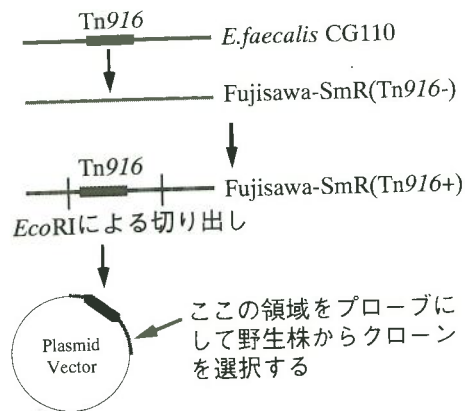 Tn916
E.faecalis CG110
Fujisawa-SmR(Tn916-)
Tn916
Fujisawa-SmR(Tn916+)
EcoRIによる切り出し
Plasmid
Vector
ここの領域をプローブに
して野生株からクローン
を選択する